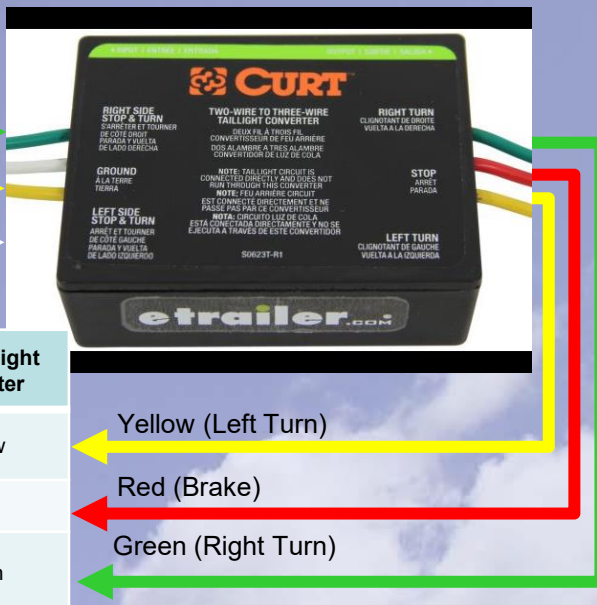 ◂ INPUT | ENTRÉE | ENTRADA
OUTPUT | SORTIE | SALIDA ▸
CURT
RIGHT SIDE
STOP & TURN
S'ARRÊTER ET TOURNER
DE CÔTÉ DROIT
PARADA Y VUELTA
DE LADO DERECHA
GROUND
À LA TERRE
TIERRA
LEFT SIDE
STOP & TURN
ARRÊT ET TOURNER
DE CÔTÉ GAUCHE
PARADA Y VUELTA
DE LADO IZQUIERDO
TWO-WIRE TO THREE-WIRE
TAILLIGHT CONVERTER
DEUX FIL À TROIS FIL
CONVERTISSEUR DE FEU ARRIÈRE
DOS ALAMBRE A TRES ALAMBRE
CONVERTIDOR DE LUZ DE COLA
NOTE: TAILLIGHT CIRCUIT IS
CONNECTED DIRECTLY AND DOES NOT
RUN THROUGH THIS CONVERTER
NOTE: FEU ARRIÈRE CIRCUIT
EST CONNECTÉ DIRECTEMENT ET NE
PASSE PAS PAR CE CONVERTISSEUR
NOTA: CIRCUITO LUZ DE COLA
ESTÁ CONECTADA DIRECTAMENTE Y NO SE
EJECUTA A TRAVÉS DE ESTE CONVERTIDOR
S0623T-R1
RIGHT TURN
CLIGNOTANT DE DROITE
VUELTA A LA DERECHA
STOP
ARRÊT
PARADA
LEFT TURN
CLIGNOTANT DE GAUCHE
VUELTA A LA IZQUIERDA
etrailer.com
ight
ter
Yellow (Left Turn)
Red (Brake)
Green (Right Turn)